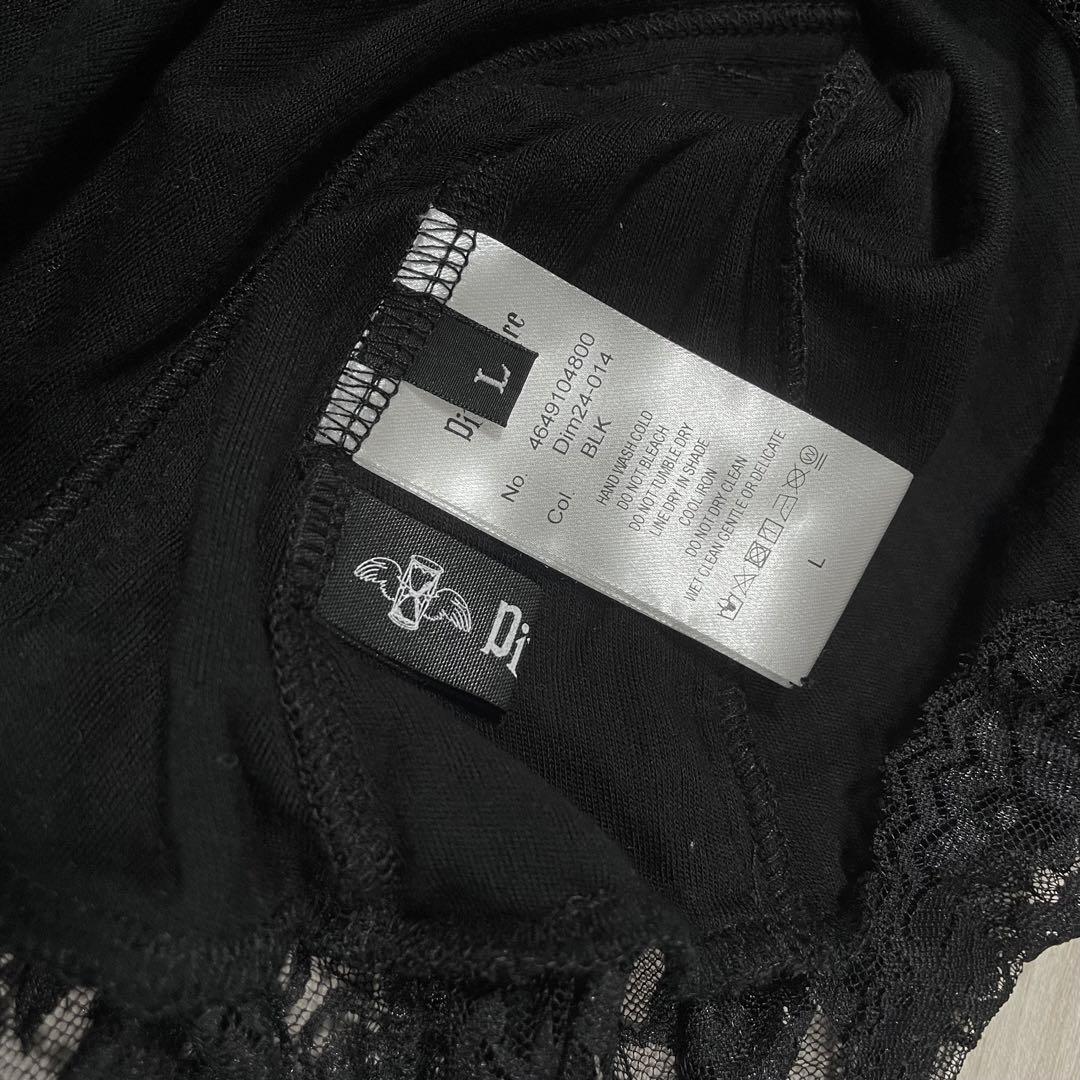 L
No. 4649104800
Dim24-014
Col. BLK
HAND WASH COLD
DO NOT BLEACH
DO NOT TUMBLE DRY
LINE DRY IN SHADE
COOL IRON
DO NOT DRY CLEAN
WET CLEAN GENTLE OR DELICATE
W
L